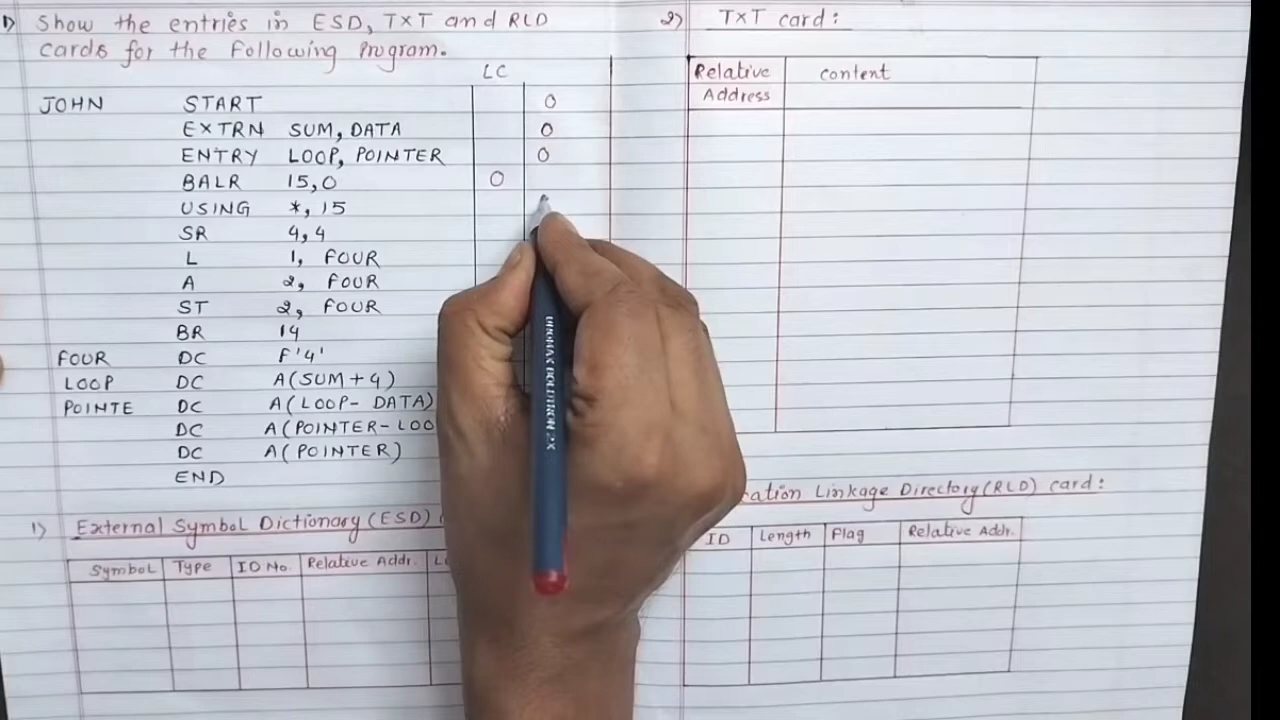 1) Show the entries in ESD, TXT and RLD
cards for the following program.
LC
JOHN START 0
EXTRN SUM, DATA 0
ENTRY LOOP, POINTER 0
BALR 15,0 0
USING *, 15
SR 4,4
L 1, FOUR
A 2, FOUR
ST 2, FOUR
BR 14
FOUR DC F'4'
LOOP DC A(SUM+4)
POINTE DC A(LOOP- DATA)
DC A(POINTER-LOO
DC A(POINTER)
END
1) External Symbol Dictionary (ESD)
Symbol Type ID No. Relative Addr.
2) TXT card:
Relative Address content
Linkage Directory (RLD) card:
ID Length Flag Relative Addr.